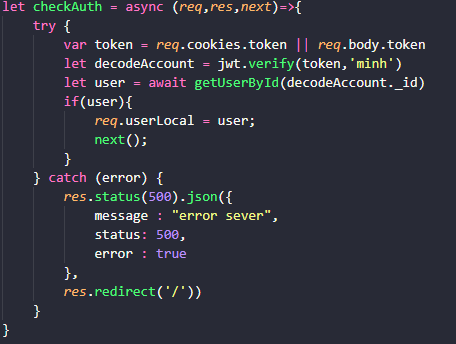 let checkAuth = async (req,res,next)=>{
    try {
        var token = req.cookies.token || req.body.token
        let decodeAccount = jwt.verify(token,'minh')
        let user = await getUserById(decodeAccount._id)
        if(user){
            req.userLocal = user;
            next();
        }
    } catch (error) {
        res.status(500).json({
            message : "error sever",
            status: 500,
            error : true
        },
        res.redirect('/'))
    }
}